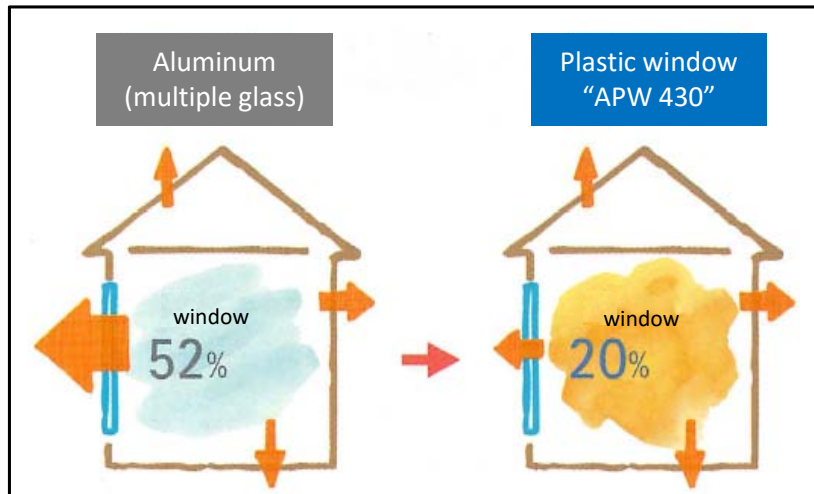 Aluminum
(multiple glass)
Plastic window
“APW 430”
window
52%
window
20%